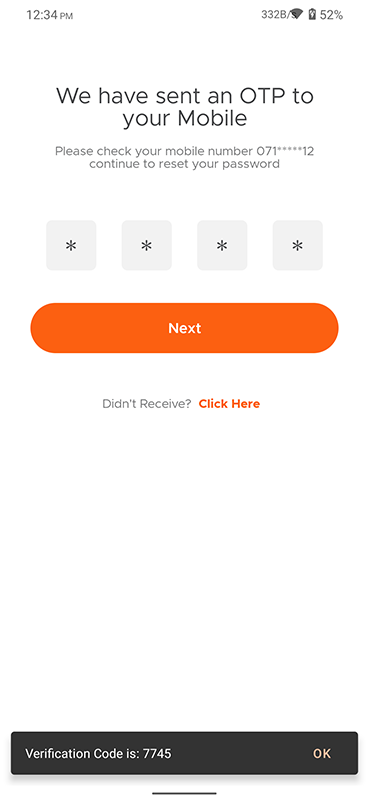 12:34 PM 332B/s 52%
We have sent an OTP to
your Mobile
Please check your mobile number 071*****12
continue to reset your password
* * * *
Next
Didn't Receive? Click Here
Verification Code is: 7745 OK